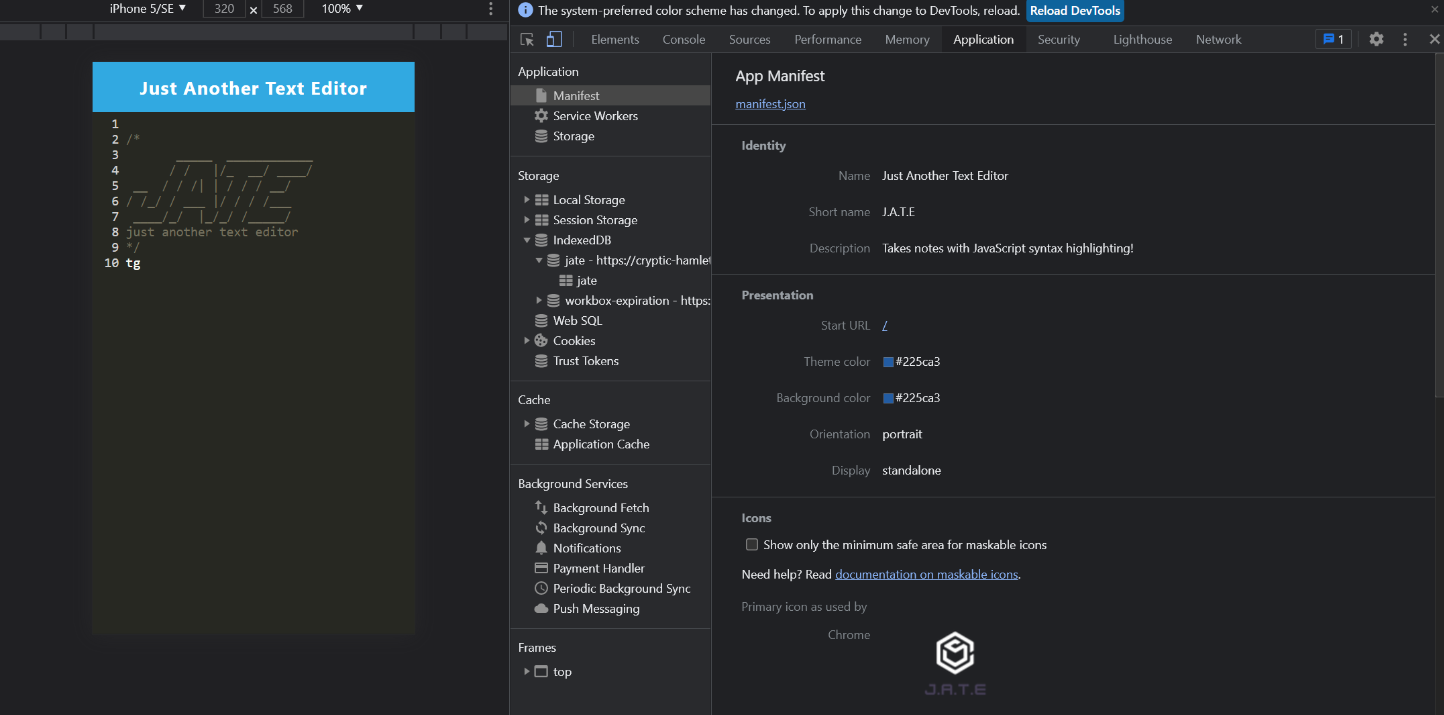 iPhone 5/SE ▼ 320 × 568 100% ▼
Just Another Text Editor
1
2 /*
3         _____  ____________
4        / /   |/_  __/ ____/
5   __  / / /| | / / / __/
6 / /_/ / ___ |/ / / /___
7  ____/_/  |_/_/ /_____/
8 just another text editor
9 */
10 tg
The system-preferred color scheme has changed. To apply this change to DevTools, reload. Reload DevTools
Elements Console Sources Performance Memory Application Security Lighthouse Network 1
Application
Manifest
Service Workers
Storage
Storage
Local Storage
Session Storage
IndexedDB
jate - https://cryptic-hamlet
jate
workbox-expiration - https:
Web SQL
Cookies
Trust Tokens
Cache
Cache Storage
Application Cache
Background Services
Background Fetch
Background Sync
Notifications
Payment Handler
Periodic Background Sync
Push Messaging
Frames
top
App Manifest
manifest.json
Identity
Name Just Another Text Editor
Short name J.A.T.E
Description Takes notes with JavaScript syntax highlighting!
Presentation
Start URL /
Theme color #225ca3
Background color #225ca3
Orientation portrait
Display standalone
Icons
Show only the minimum safe area for maskable icons
Need help? Read documentation on maskable icons.
Primary icon as used by
Chrome
J.A.T.E